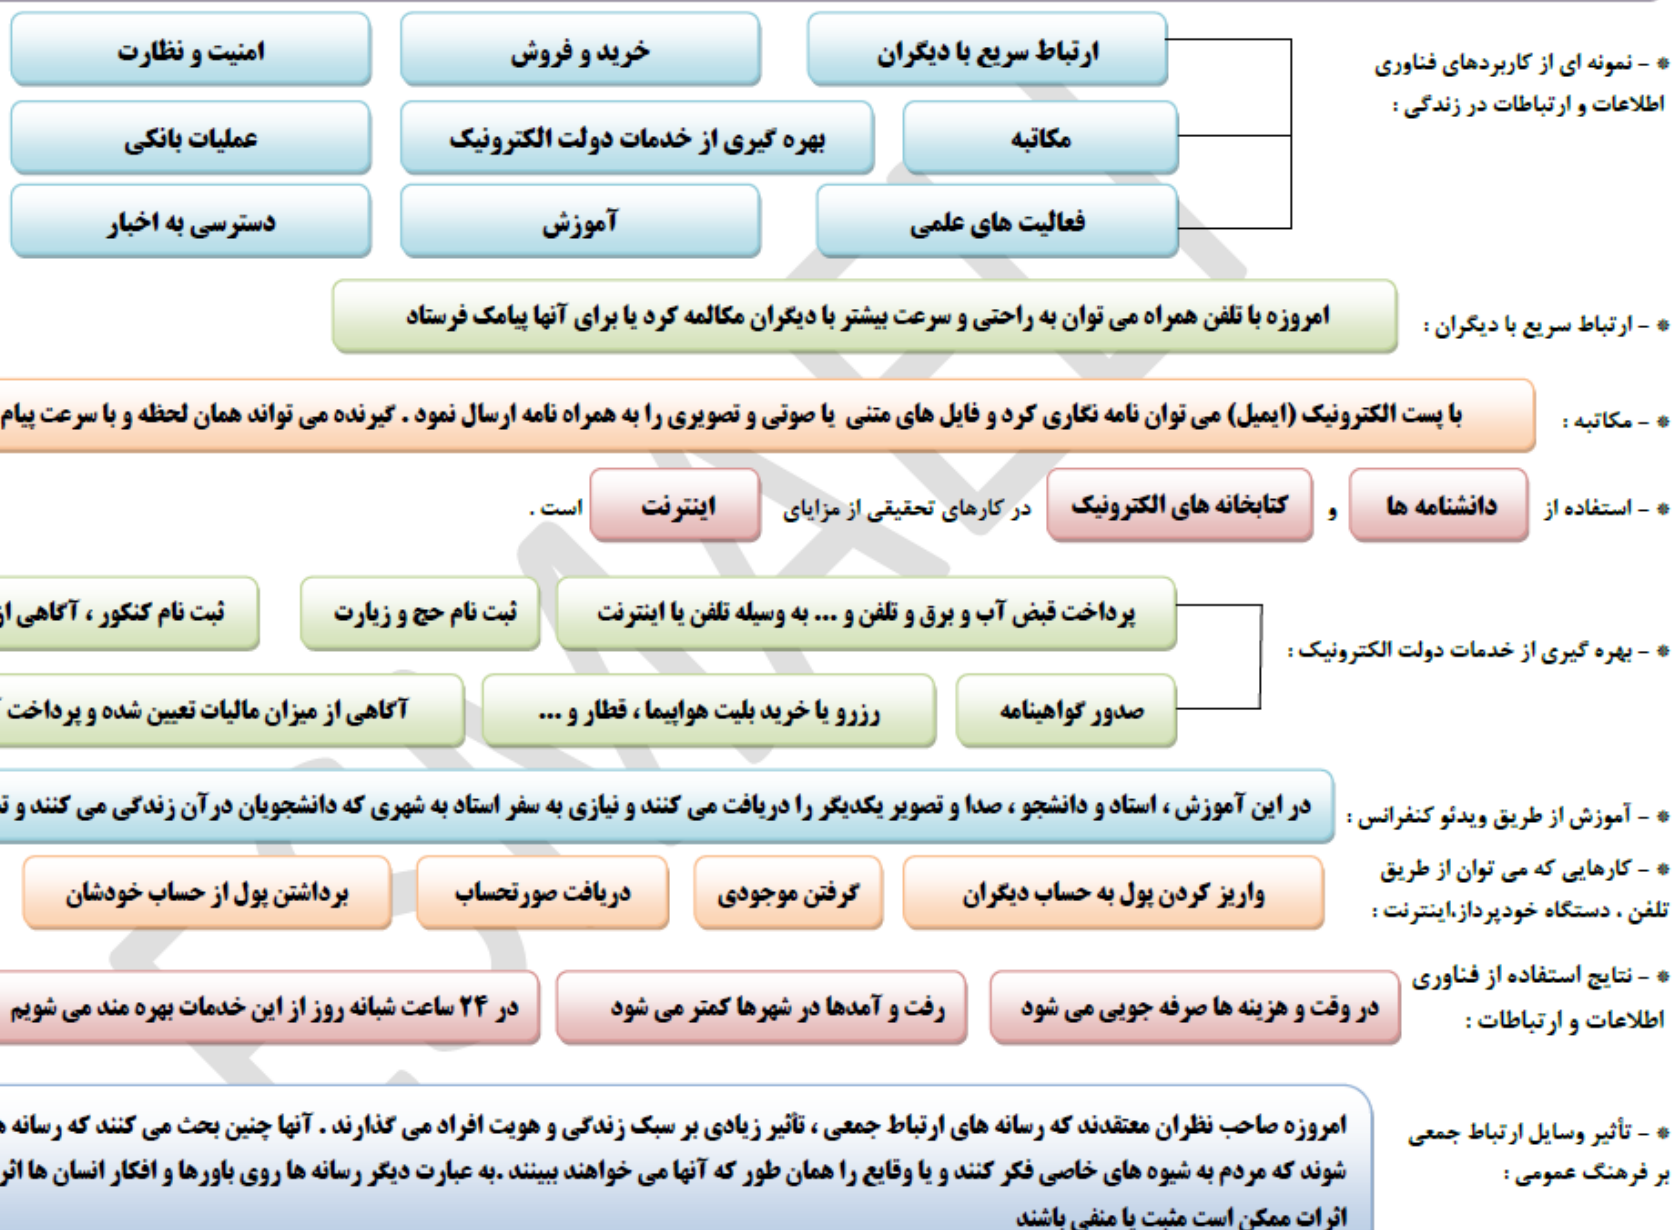 * - نمونه ای از کاربردهای فناوری
اطلاعات و ارتباطات در زندگی :
ارتباط سریع با دیگران
خرید و فروش
امنیت و نظارت
مکاتبه
بهره گیری از خدمات دولت الکترونیک
عملیات بانکی
فعالیت های علمی
آموزش
دسترسی به اخبار
* - ارتباط سریع با دیگران :
امروزه با تلفن همراه می توان به راحتی و سرعت بیشتر با دیگران مکالمه کرد یا برای آنها پیامک فرستاد
* - مکاتبه :
با پست الکترونیک (ایمیل) می توان نامه نگاری کرد و فایل های متنی یا صوتی و تصویری را به همراه نامه ارسال نمود . گیرنده می تواند همان لحظه و با سرعت پیام
* - استفاده از دانشنامه ها و کتابخانه های الکترونیک در کارهای تحقیقی از مزایای اینترنت است .
* - بهره گیری از خدمات دولت الکترونیک :
پرداخت قبض آب و برق و تلفن و ... به وسیله تلفن یا اینترنت
ثبت نام حج و زیارت
ثبت نام کنکور ، آگاهی از
صدور گواهینامه
رزرو یا خرید بلیت هواپیما ، قطار و ...
آگاهی از میزان مالیات تعیین شده و پرداخت
* - آموزش از طریق ویدئو کنفرانس :
در این آموزش ، استاد و دانشجو ، صدا و تصویر یکدیگر را دریافت می کنند و نیازی به سفر استاد به شهری که دانشجویان در آن زندگی می کنند و
* - کارهایی که می توان از طریق
تلفن ، دستگاه خودپرداز،اینترنت :
واریز کردن پول به حساب دیگران
گرفتن موجودی
دریافت صورتحساب
برداشتن پول از حساب خودشان
* - نتایج استفاده از فناوری
اطلاعات و ارتباطات :
در وقت و هزینه ها صرفه جویی می شود
رفت و آمدها در شهرها کمتر می شود
در ۲۴ ساعت شبانه روز از این خدمات بهره مند می شویم
* - تأثیر وسایل ارتباط جمعی
بر فرهنگ عمومی :
امروزه صاحب نظران معتقدند که رسانه های ارتباط جمعی ، تأثیر زیادی بر سبک زندگی و هویت افراد می گذارند . آنها چنین بحث می کنند که رسانه
شوند که مردم به شیوه های خاصی فکر کنند و یا وقایع را همان طور که آنها می خواهند ببینند .به عبارت دیگر رسانه ها روی باورها و افکار انسان ها اثر
اثرات ممکن است مثبت یا منفی باشند